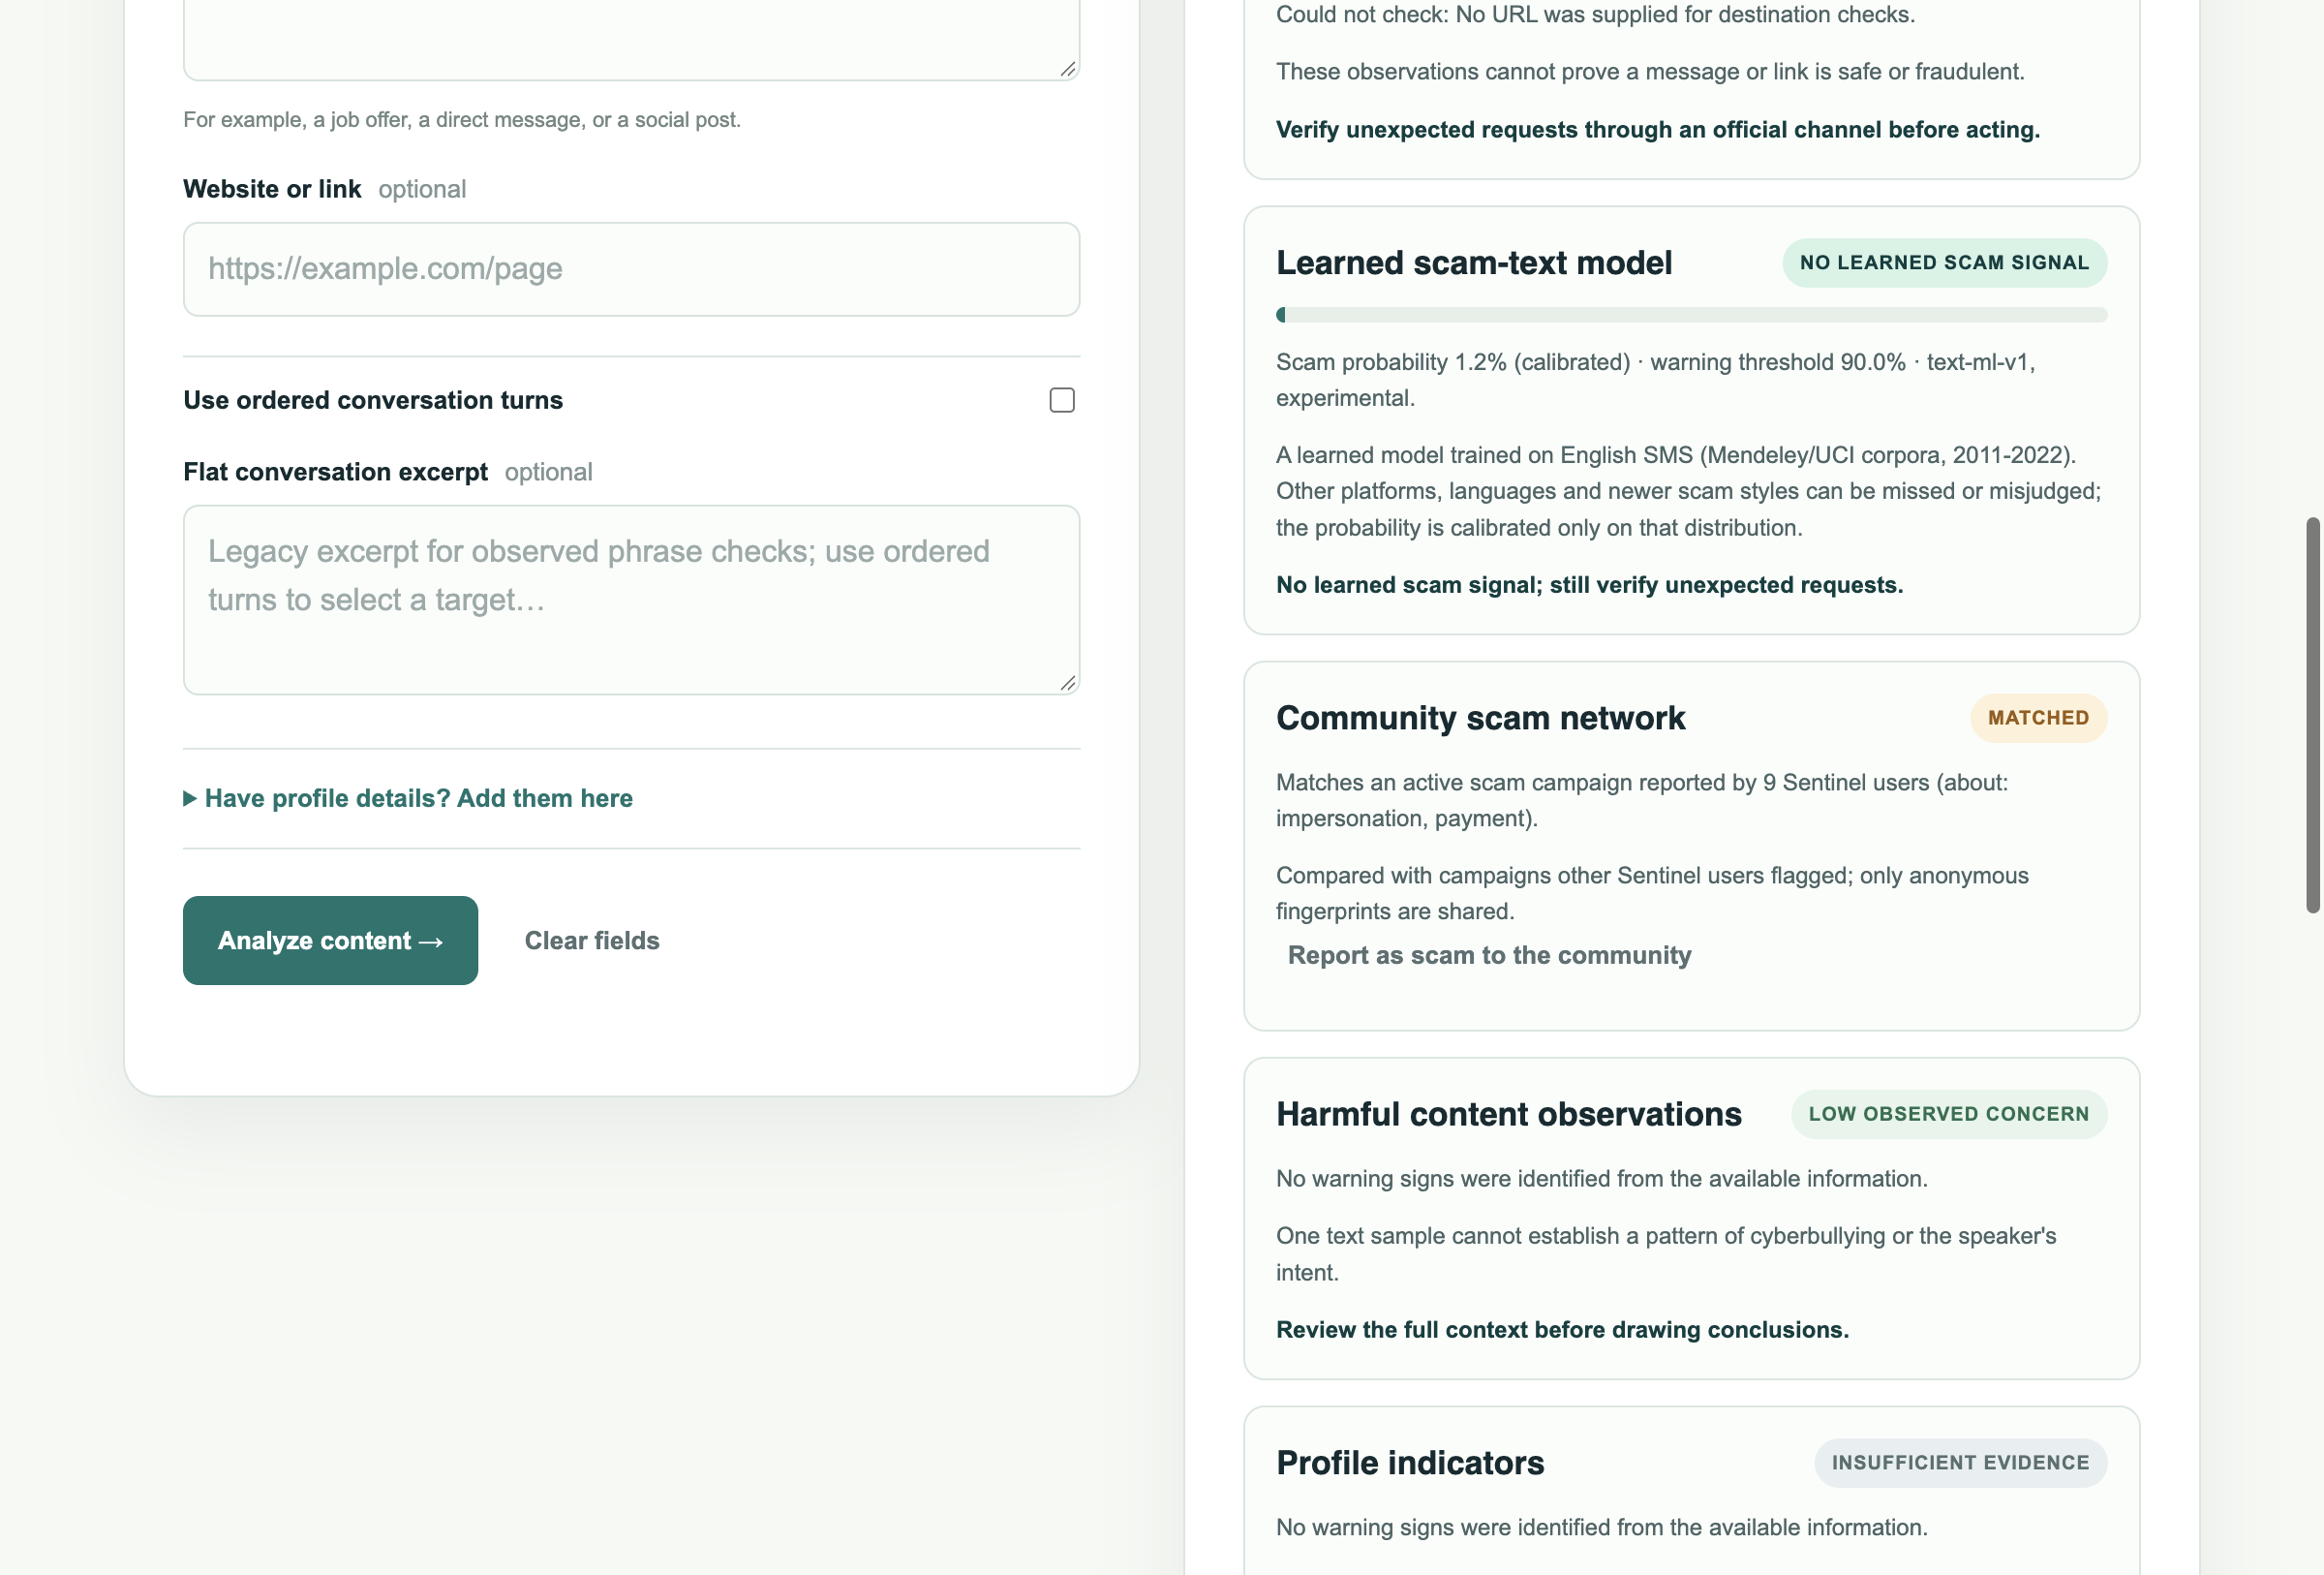 For example, a job offer, a direct message, or a social post.
Website or link optional
https://example.com/page
Use ordered conversation turns
Flat conversation excerpt optional
Legacy excerpt for observed phrase checks; use ordered
turns to select a target…
▶ Have profile details? Add them here
Analyze content →
Clear fields
Could not check: No URL was supplied for destination checks.
These observations cannot prove a message or link is safe or fraudulent.
Verify unexpected requests through an official channel before acting.
Learned scam-text model
NO LEARNED SCAM SIGNAL
Scam probability 1.2% (calibrated) · warning threshold 90.0% · text-ml-v1,
experimental.
A learned model trained on English SMS (Mendeley/UCI corpora, 2011-2022).
Other platforms, languages and newer scam styles can be missed or misjudged;
the probability is calibrated only on that distribution.
No learned scam signal; still verify unexpected requests.
Community scam network
MATCHED
Matches an active scam campaign reported by 9 Sentinel users (about:
impersonation, payment).
Compared with campaigns other Sentinel users flagged; only anonymous
fingerprints are shared.
Report as scam to the community
Harmful content observations
LOW OBSERVED CONCERN
No warning signs were identified from the available information.
One text sample cannot establish a pattern of cyberbullying or the speaker's
intent.
Review the full context before drawing conclusions.
Profile indicators
INSUFFICIENT EVIDENCE
No warning signs were identified from the available information.